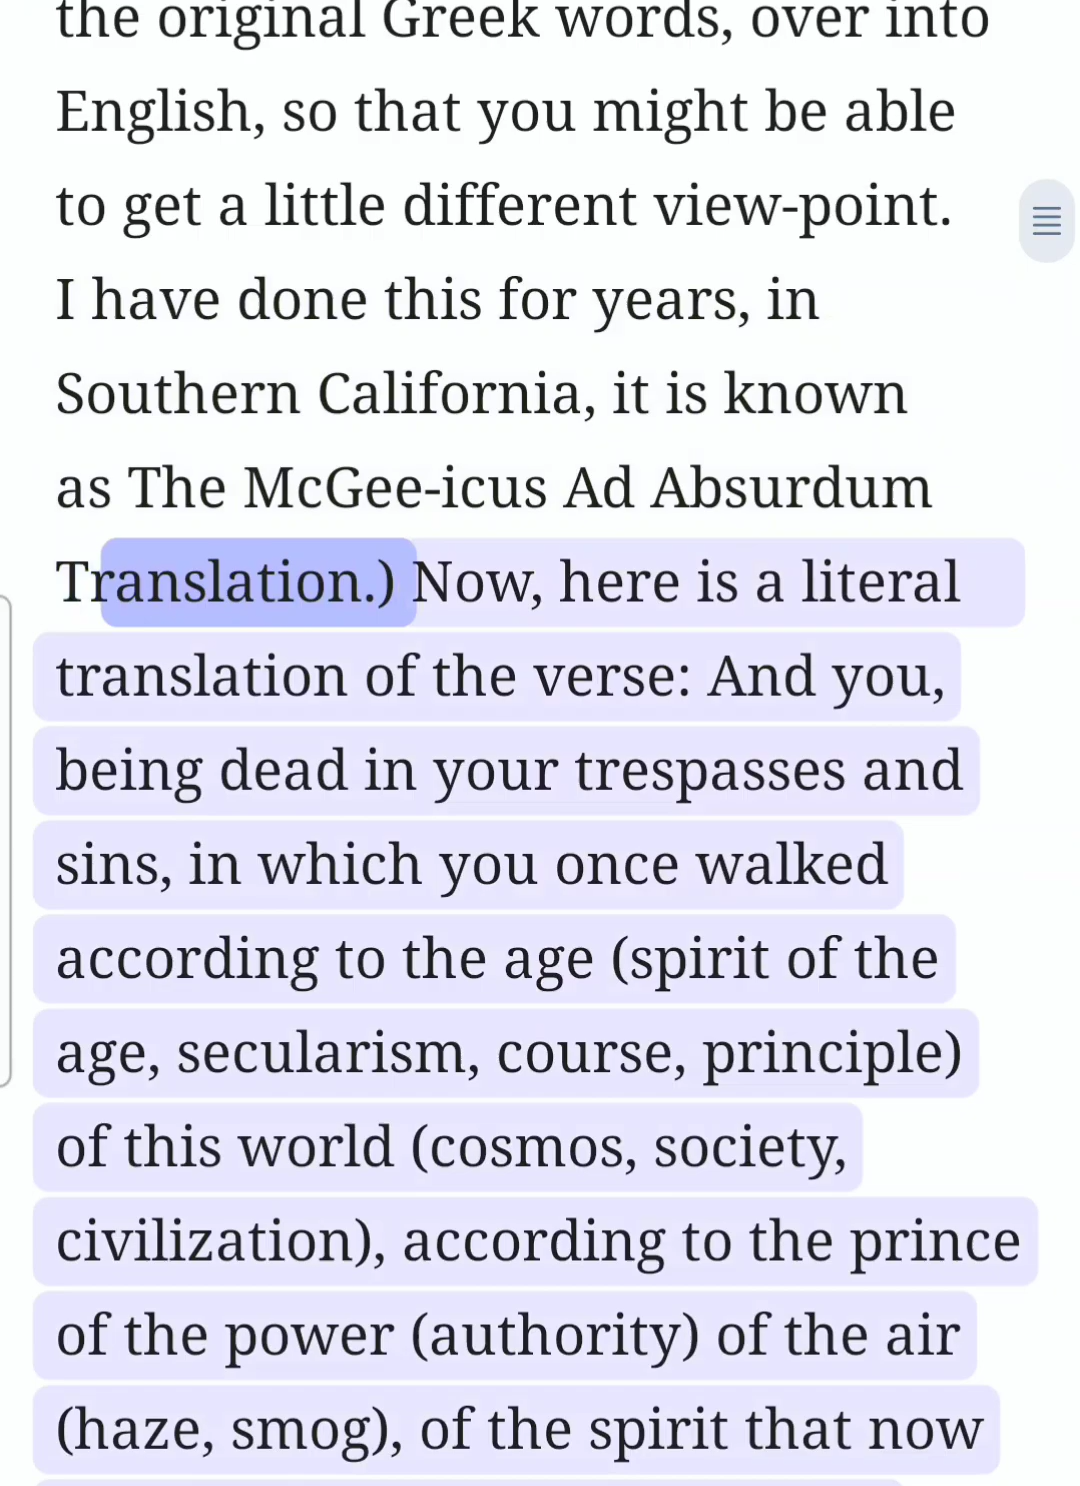 the original Greek words, over into
English, so that you might be able
to get a little different view-point.
I have done this for years, in
Southern California, it is known
as The McGee-icus Ad Absurdum
Translation.) Now, here is a literal
translation of the verse: And you,
being dead in your trespasses and
sins, in which you once walked
according to the age (spirit of the
age, secularism, course, principle)
of this world (cosmos, society,
civilization), according to the prince
of the power (authority) of the air
(haze, smog), of the spirit that now